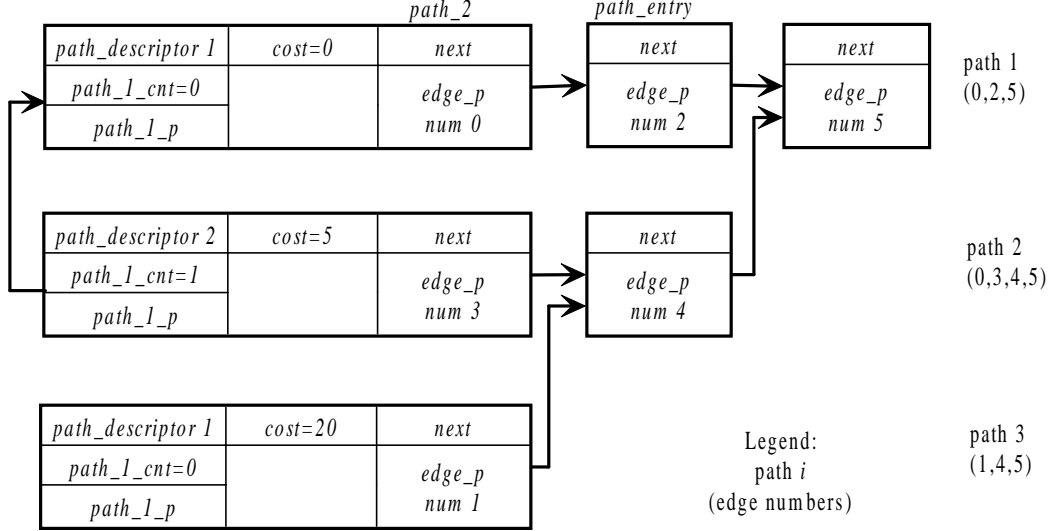 path_2 path_entry
path_descriptor 1 cost=0 next next next
path_1_cnt=0 edge_p edge_p edge_p
path_1_p num 0 num 2 num 5
path 1
(0,2,5)
path_descriptor 2 cost=5 next next
path_1_cnt=1 edge_p edge_p
path_1_p num 3 num 4
path 2
(0,3,4,5)
path_descriptor 1 cost=20 next
path_1_cnt=0 edge_p
path_1_p num 1
Legend:
path i
(edge numbers)
path 3
(1,4,5)